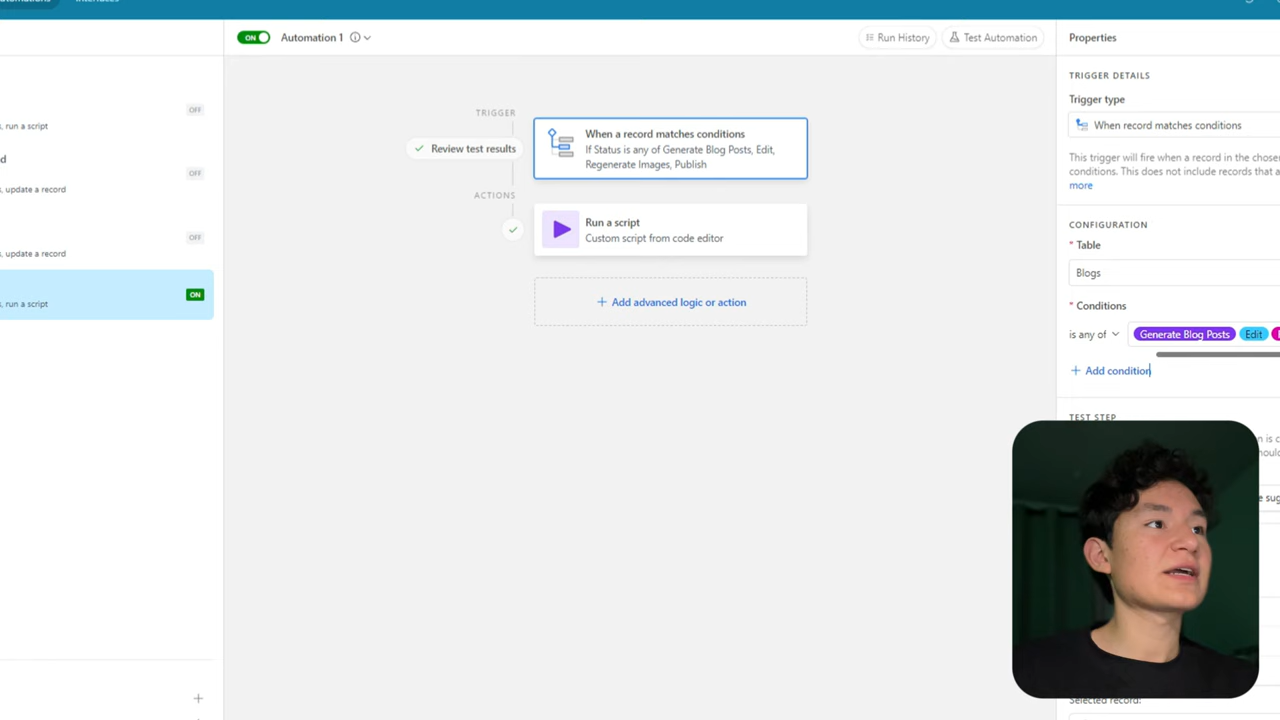 ON
Automation 1
Run History
Test Automation
Properties
OFF
, run a script
OFF
, update a record
OFF
, update a record
ON
, run a script
TRIGGER
Review test results
When a record matches conditions
If Status is any of Generate Blog Posts, Edit,
Regenerate Images, Publish
ACTIONS
Run a script
Custom script from code editor
+ Add advanced logic or action
TRIGGER DETAILS
Trigger type
When record matches conditions
This trigger will fire when a record in the chosen
conditions. This does not include records that a
more
CONFIGURATION
* Table
Blogs
* Conditions
is any of
Generate Blog Posts
Edit
+ Add condition
TEST STEP
Selected record: